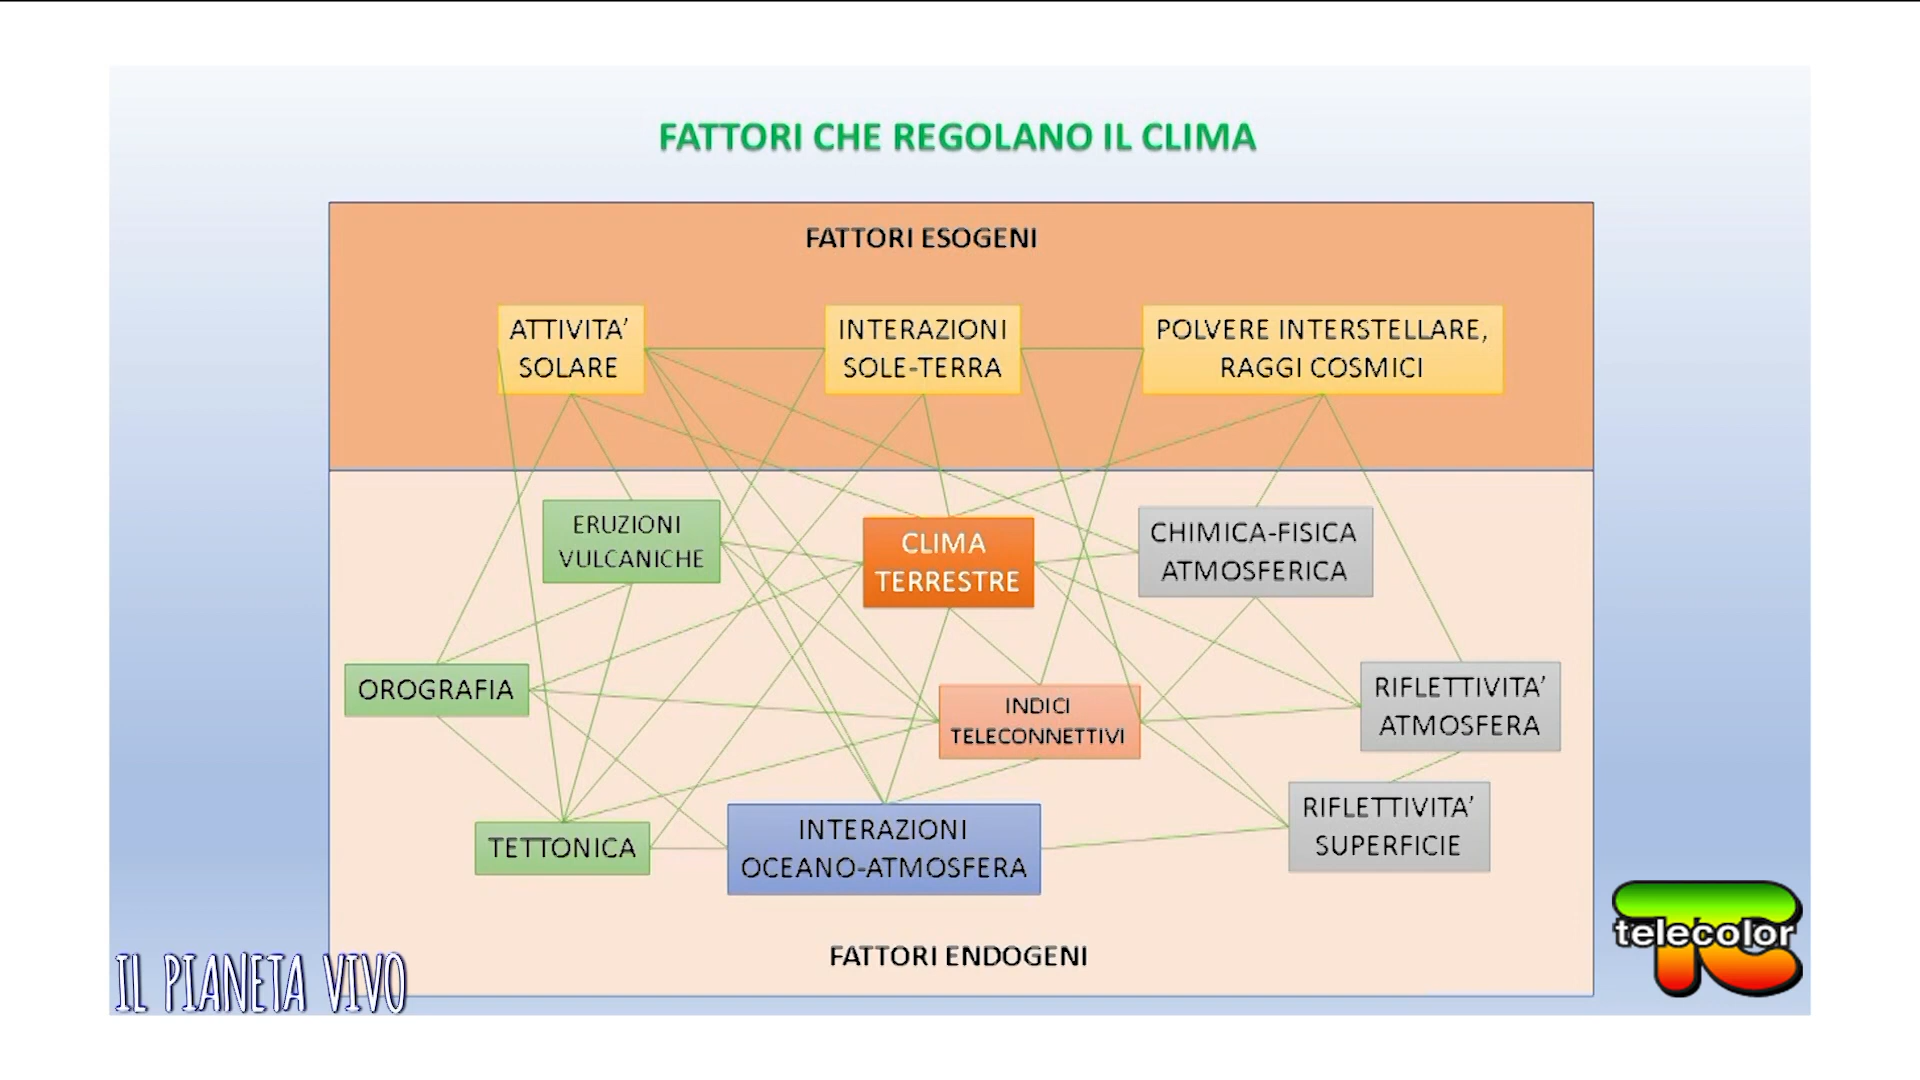 FATTORI CHE REGOLANO IL CLIMA
FATTORI ESOGENI
ATTIVITA'
SOLARE
INTERAZIONI
SOLE-TERRA
POLVERE INTERSTELLARE,
RAGGI COSMICI
ERUZIONI
VULCANICHE
CLIMA
TERRESTRE
CHIMICA-FISICA
ATMOSFERICA
OROGRAFIA
INDICI
TELECONNETTIVI
RIFLETTIVITA'
ATMOSFERA
TETTONICA
INTERAZIONI
OCEANO-ATMOSFERA
RIFLETTIVITA'
SUPERFICIE
FATTORI ENDOGENI
IL PIANETA VIVO
TC
telecolor